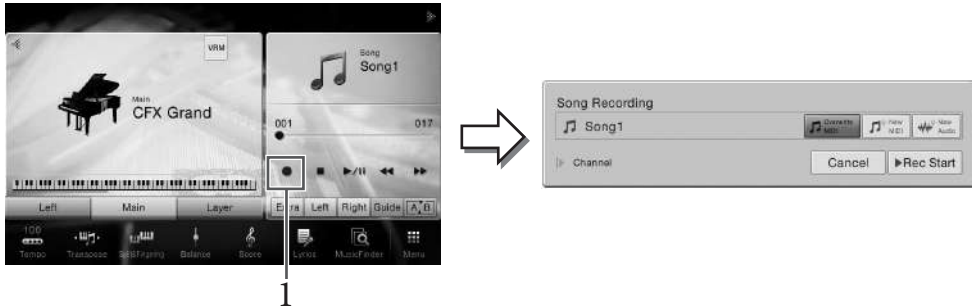 VRM
Main
CFX Grand
Song
Song1
001
017
Left
Main
Layer
Extra
Left
Right
Guide
A B
100
Tempo
Transpose
Balance
Score
Lyrics
MusicFinder
Menu
1
Song Recording
Song1
MIDI
New
MIDI
New
Audio
Channel
Cancel
▶Rec Start